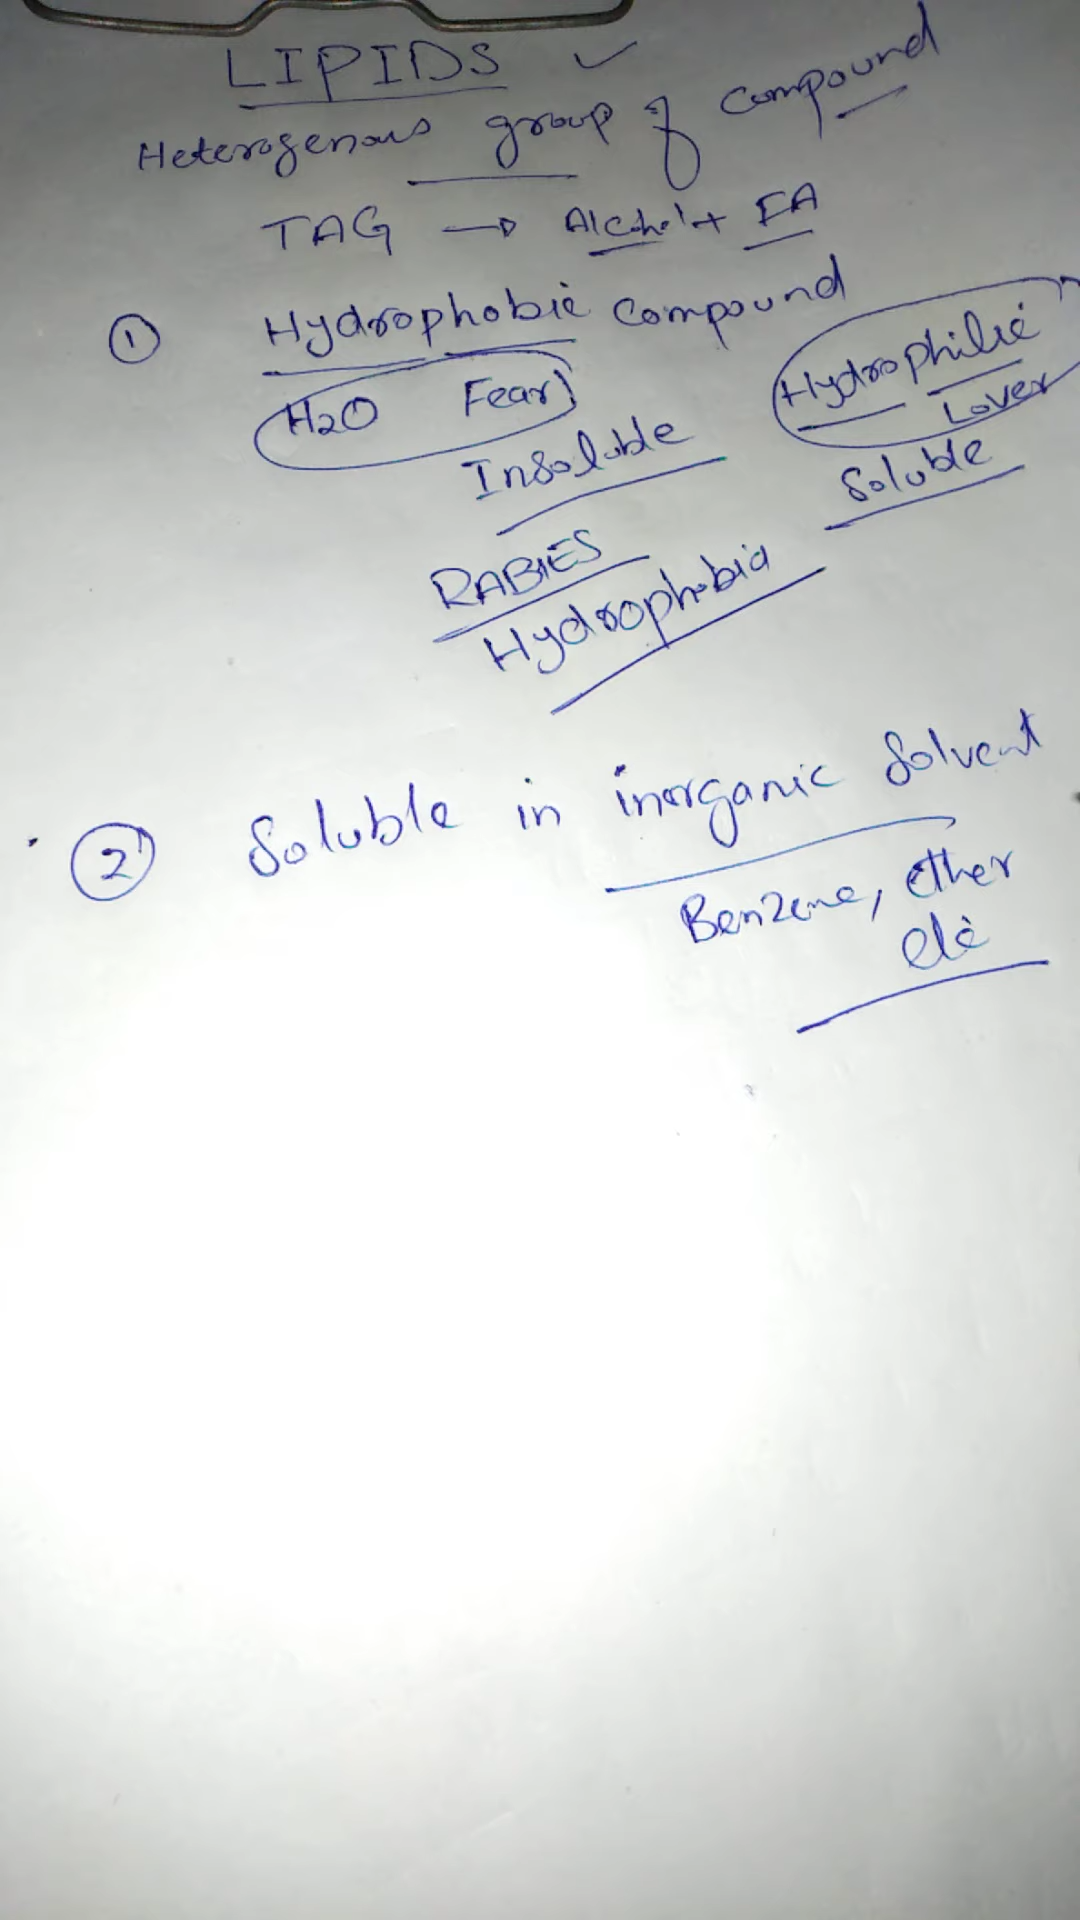 LIPIDS
Heterogenous group of compound
TAG → Alcohol + FA
① Hydrophobic compound
H2O Fear
Hydrophilic
Lover
Insoluble
Soluble
RABIES
Hydrophobia
② Soluble in inorganic solvent
Benzene, ether
etc